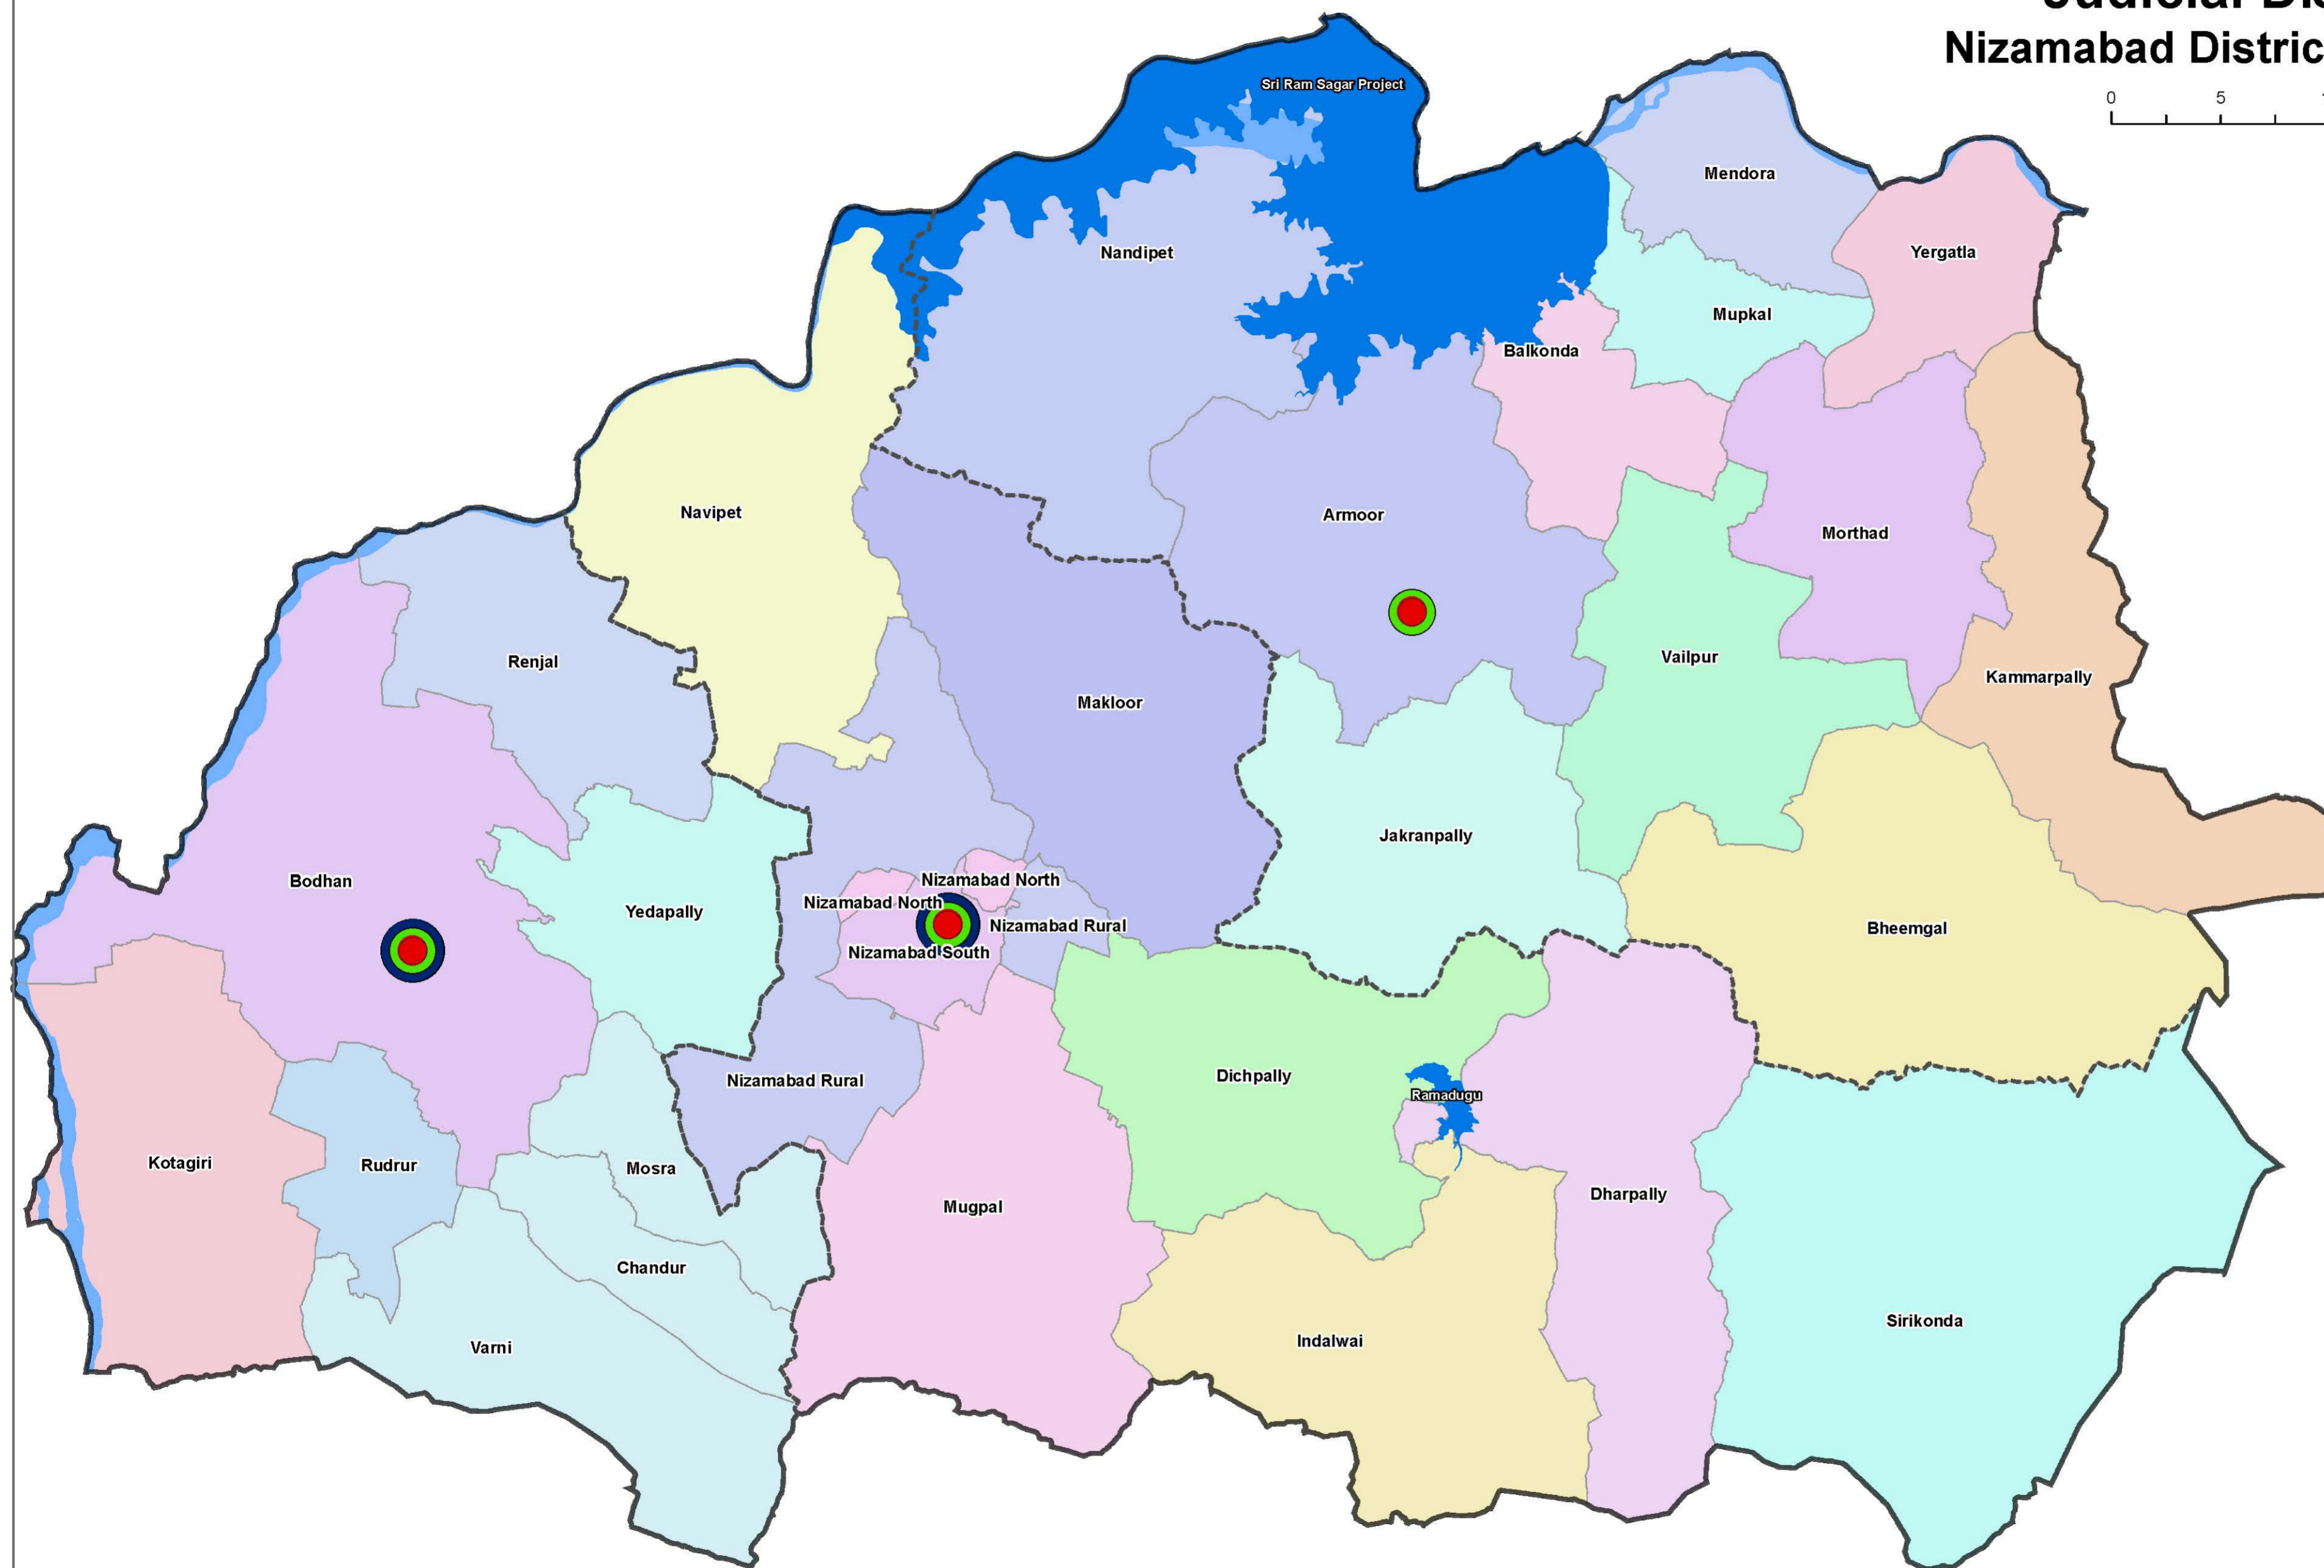 Nizamabad Distric
0 5
Sri Ram Sagar Project
Mendora
Nandipet
Yergatla
Mupkal
Balkonda
Navipet
Armoor
Morthad
Renjal
Vailpur
Kammarpally
Makloor
Jakranpally
Bodhan
Nizamabad North
Nizamabad North
Yedapally
Nizamabad Rural
Bheemgal
Nizamabad South
Dichpally
Nizamabad Rural
Ramadugu
Kotagiri
Rudrur
Mosra
Dharpally
Mugpal
Chandur
Sirikonda
Indalwai
Varni